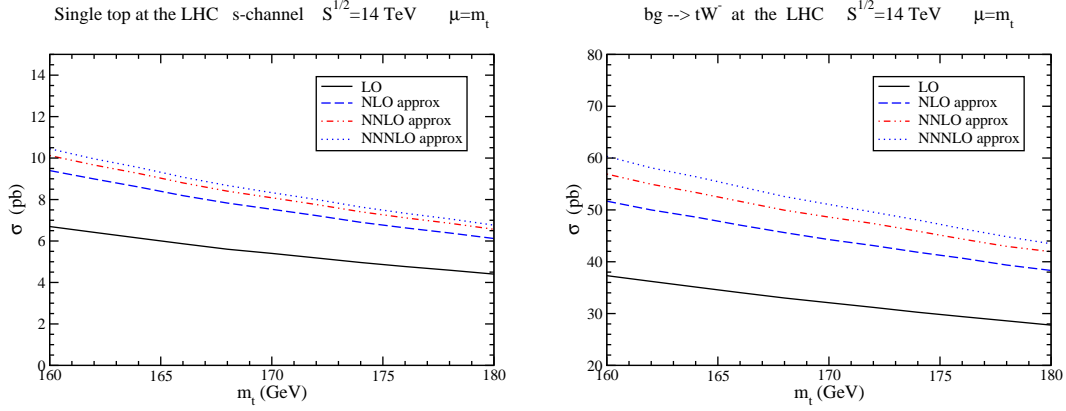 Single top at the LHC s-channel S^1/2=14 TeV μ=m_t
LO
NLO approx
NNLO approx
NNNLO approx
14
12
10
8
6
4
2
0
σ (pb)
160 165 170 175 180
m_t (GeV)
bg --> tW^- at the LHC S^1/2=14 TeV μ=m_t
LO
NLO approx
NNLO approx
NNNLO approx
80
70
60
50
40
30
20
σ (pb)
160 165 170 175 180
m_t (GeV)